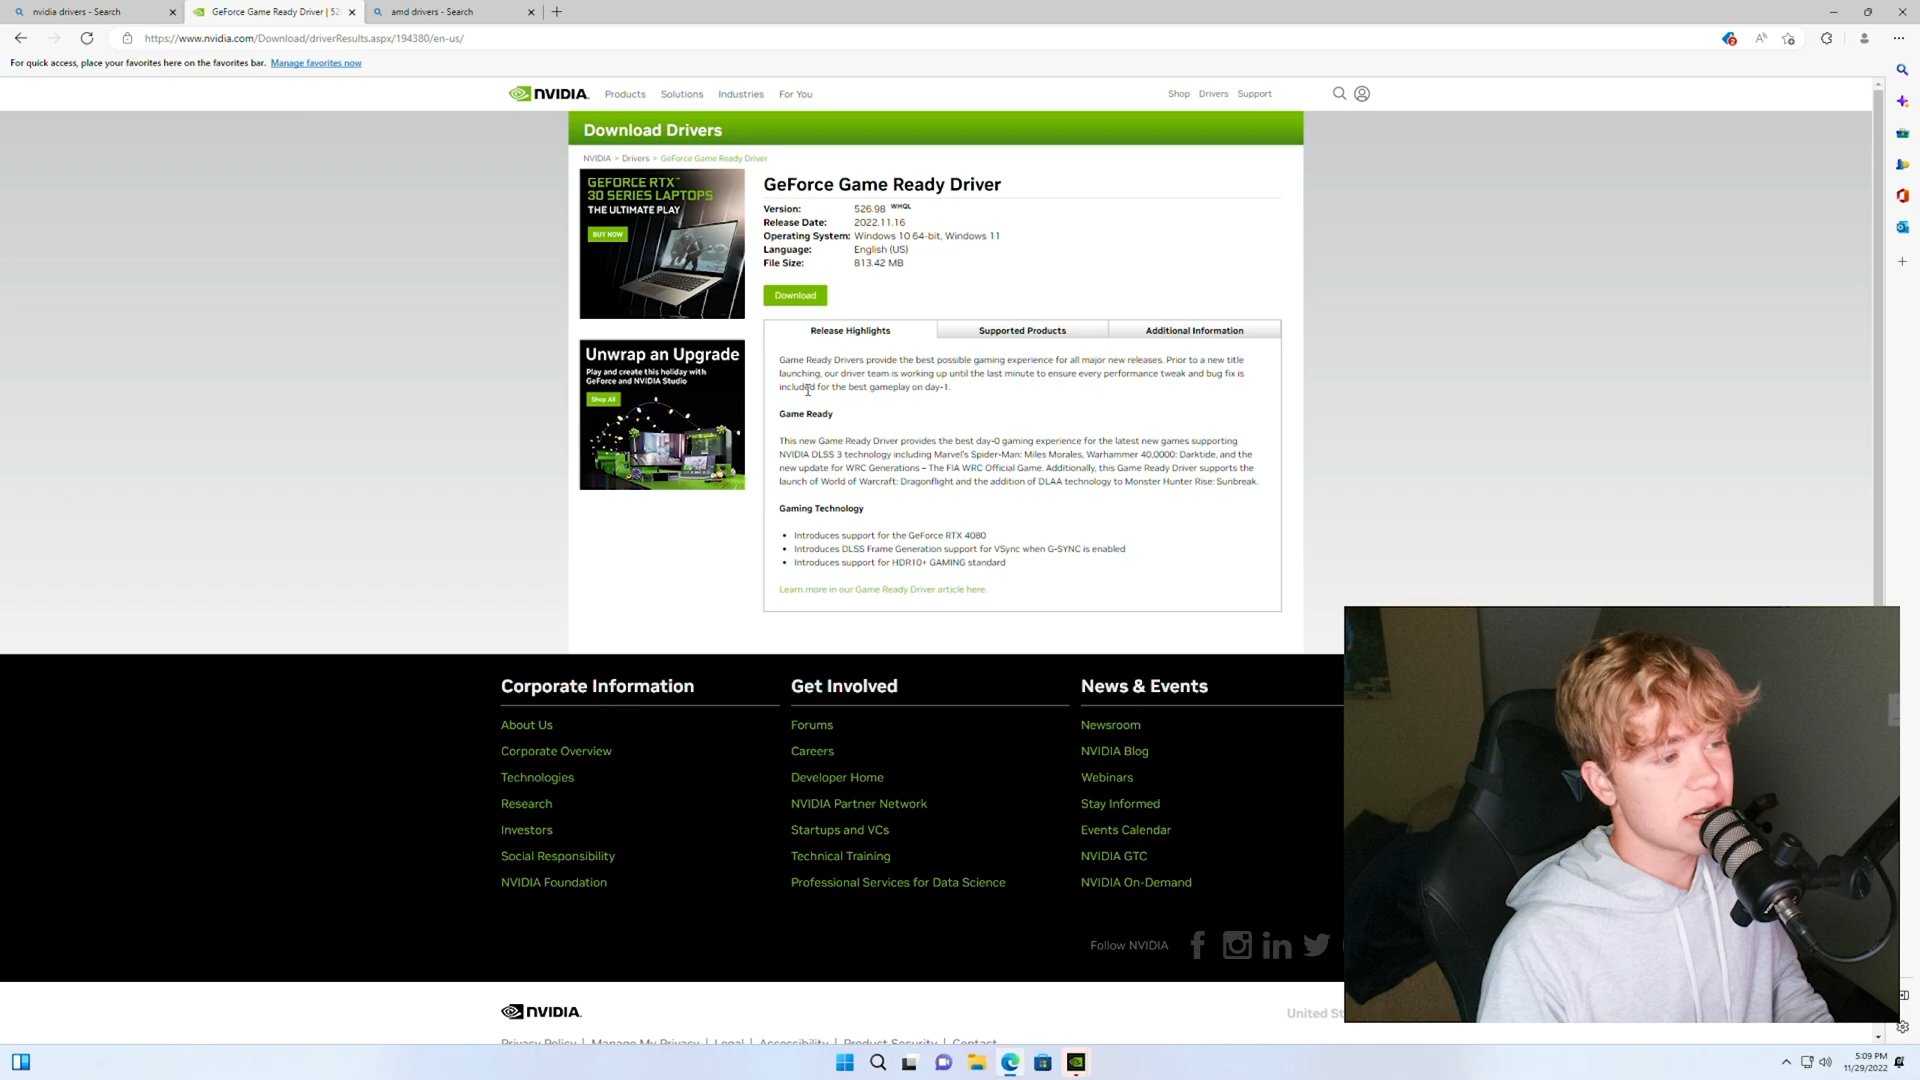 nvidia drivers - Search
GeForce Game Ready Driver | 52
amd drivers - Search
https://www.nvidia.com/Download/driverResults.aspx/194380/en-us/
For quick access, place your favorites here on the favorites bar. Manage favorites now
NVIDIA. Products Solutions Industries For You Shop Drivers Support
Download Drivers
NVIDIA > Drivers > GeForce Game Ready Driver
GEFORCE RTX™
30 SERIES LAPTOPS
THE ULTIMATE PLAY
BUY NOW
Unwrap an Upgrade
Play and create this holiday with
GeForce and NVIDIA Studio
Shop All
GeForce Game Ready Driver
Version: 526.98 WHQL
Release Date: 2022.11.16
Operating System: Windows 10 64-bit, Windows 11
Language: English (US)
File Size: 813.42 MB
Download
Release Highlights Supported Products Additional Information
Game Ready Drivers provide the best possible gaming experience for all major new releases. Prior to a new title
launching, our driver team is working up until the last minute to ensure every performance tweak and bug fix is
included for the best gameplay on day-1.
Game Ready
This new Game Ready Driver provides the best day-0 gaming experience for the latest new games supporting
NVIDIA DLSS 3 technology including Marvel's Spider-Man: Miles Morales, Warhammer 40,0000: Darktide, and the
new update for WRC Generations – The FIA WRC Official Game. Additionally, this Game Ready Driver supports the
launch of World of Warcraft: Dragonflight and the addition of DLAA technology to Monster Hunter Rise: Sunbreak.
Gaming Technology
• Introduces support for the GeForce RTX 4080
• Introduces DLSS Frame Generation support for VSync when G-SYNC is enabled
• Introduces support for HDR10+ GAMING standard
Learn more in our Game Ready Driver article here.
Corporate Information
About Us
Corporate Overview
Technologies
Research
Investors
Social Responsibility
NVIDIA Foundation
Get Involved
Forums
Careers
Developer Home
NVIDIA Partner Network
Startups and VCs
Technical Training
Professional Services for Data Science
News & Events
Newsroom
NVIDIA Blog
Webinars
Stay Informed
Events Calendar
NVIDIA GTC
NVIDIA On-Demand
Follow NVIDIA
NVIDIA.
United St
Privacy Policy | Manage My Privacy | Legal | Accessibility | Product Security | Contact
5:09 PM
11/29/2022